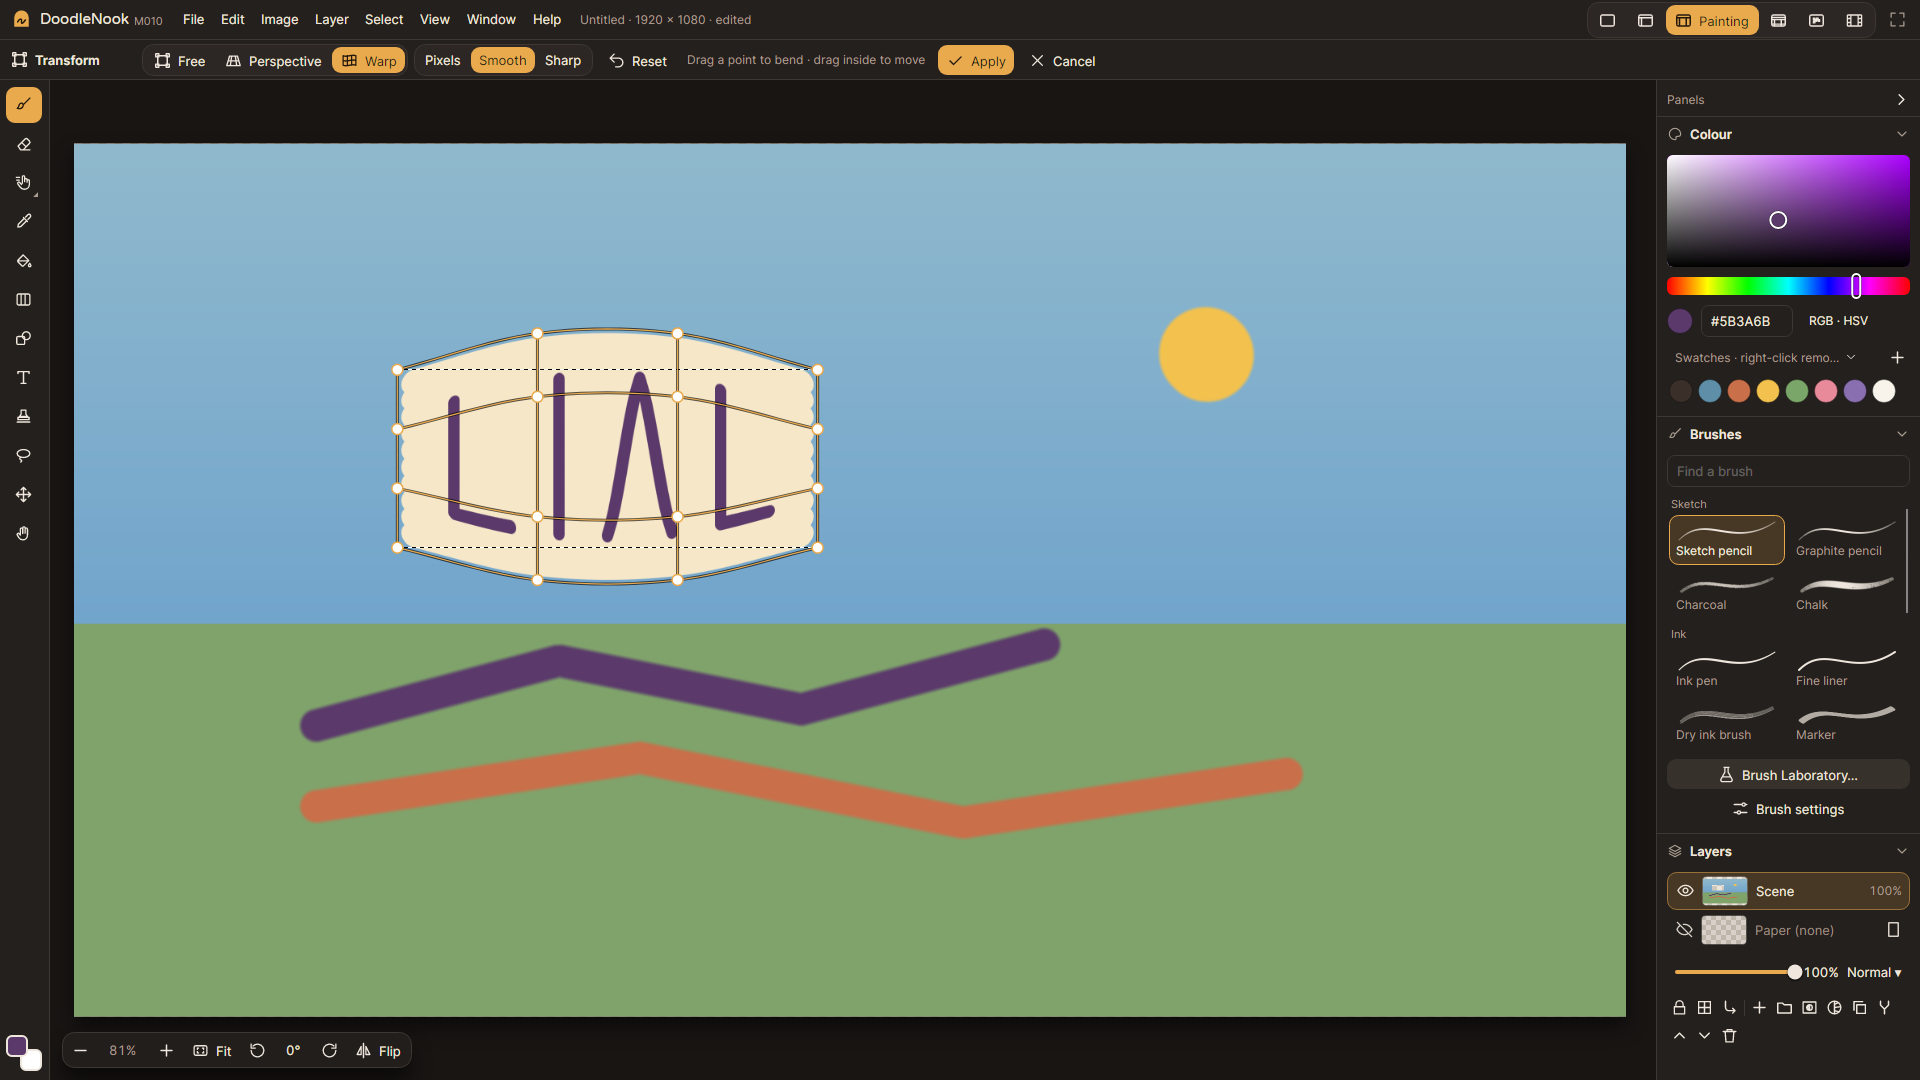 DoodleNook M010 File Edit Image Layer Select View Window Help Untitled · 1920 × 1080 · edited Painting
Transform Free Perspective Warp Pixels Smooth Sharp Reset Drag a point to bend · drag inside to move Apply Cancel
Panels
Colour
#5B3A6B RGB · HSV
Swatches · right-click remo...
Brushes
Find a brush
Sketch
Sketch pencil Graphite pencil
Charcoal Chalk
Ink
Ink pen Fine liner
Dry ink brush Marker
Brush Laboratory...
Brush settings
Layers
Scene 100%
Paper (none)
100% Normal
81% Fit 0° Flip